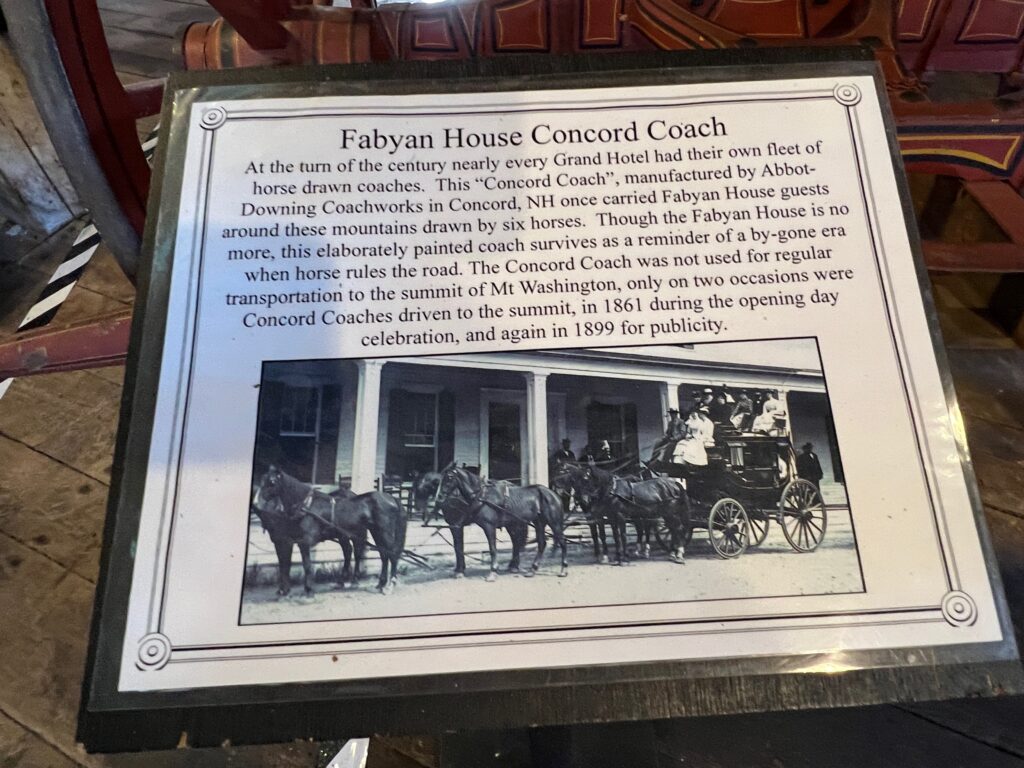 Fabyan House Concord Coach
At the turn of the century nearly every Grand Hotel had their own fleet of
horse drawn coaches. This “Concord Coach”, manufactured by Abbot-
Downing Coachworks in Concord, NH once carried Fabyan House guests
around these mountains drawn by six horses. Though the Fabyan House is no
more, this elaborately painted coach survives as a reminder of a by-gone era
when horse rules the road. The Concord Coach was not used for regular
transportation to the summit of Mt Washington, only on two occasions were
Concord Coaches driven to the summit, in 1861 during the opening day
celebration, and again in 1899 for publicity.